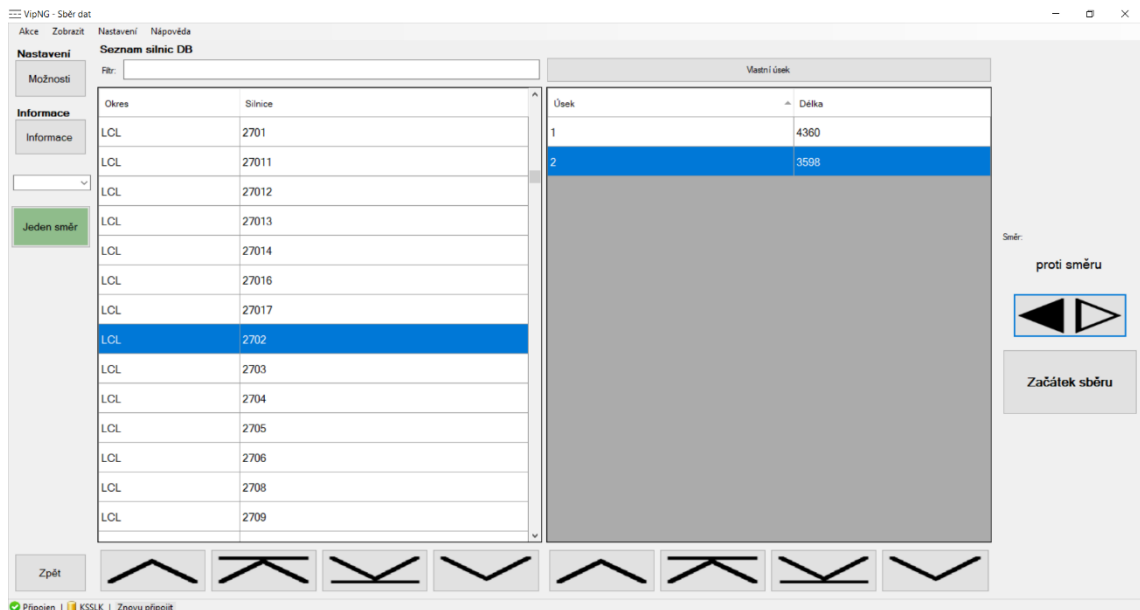 VipNG - Sběr dat
Akce Zobrazit Nastavení Nápověda
Nastavení
Možnosti
Informace
Informace
Jeden směr
Zpět
Seznam silnic DB
Filtr:
Okres Silnice
LCL 2701
LCL 27011
LCL 27012
LCL 27013
LCL 27014
LCL 27016
LCL 27017
LCL 2702
LCL 2703
LCL 2704
LCL 2705
LCL 2706
LCL 2708
LCL 2709
Vlastní úsek
Úsek Délka
1 4360
2 3598
Směr:
proti směru
Začátek sběru
Připojen | KSSLK | Znovu připojit